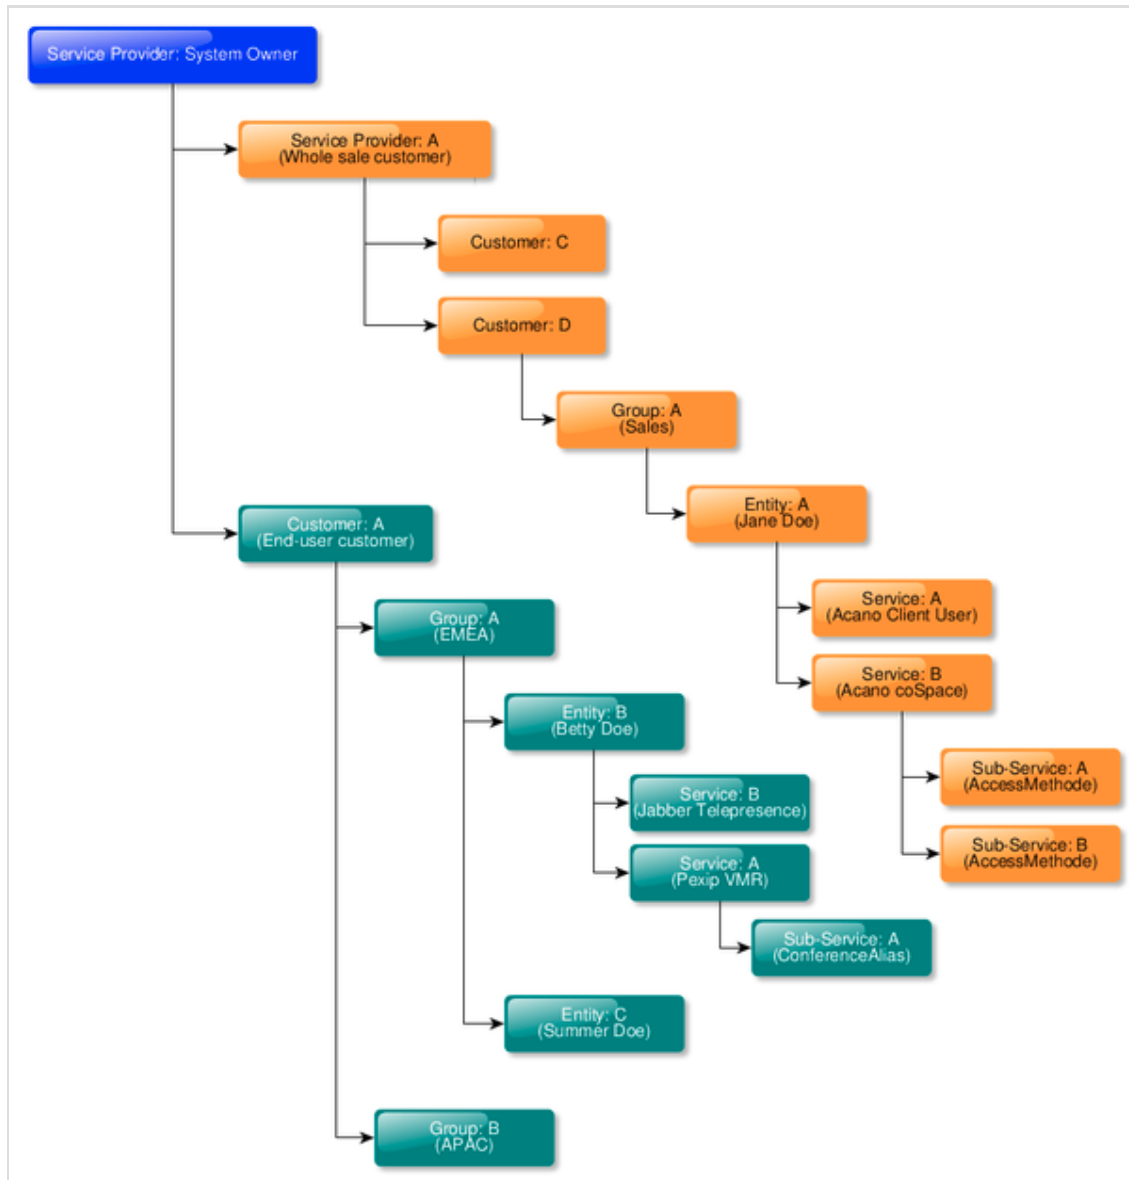 Service Provider: System Owner
Service Provider: A
(Whole sale customer)
Customer: C
Customer: D
Group: A
(Sales)
Entity: A
(Jane Doe)
Customer: A
(End-user customer)
Service: A
(Acano Client User)
Group: A
(EMEA)
Service: B
(Acano coSpace)
Entity: B
(Betty Doe)
Sub-Service: A
(AccessMethode)
Service: B
(Jabber Telepresence)
Sub-Service: B
(AccessMethode)
Service: A
(Pexip VMR)
Sub-Service: A
(ConferenceAlias)
Entity: C
(Summer Doe)
Group: B
(APAC)